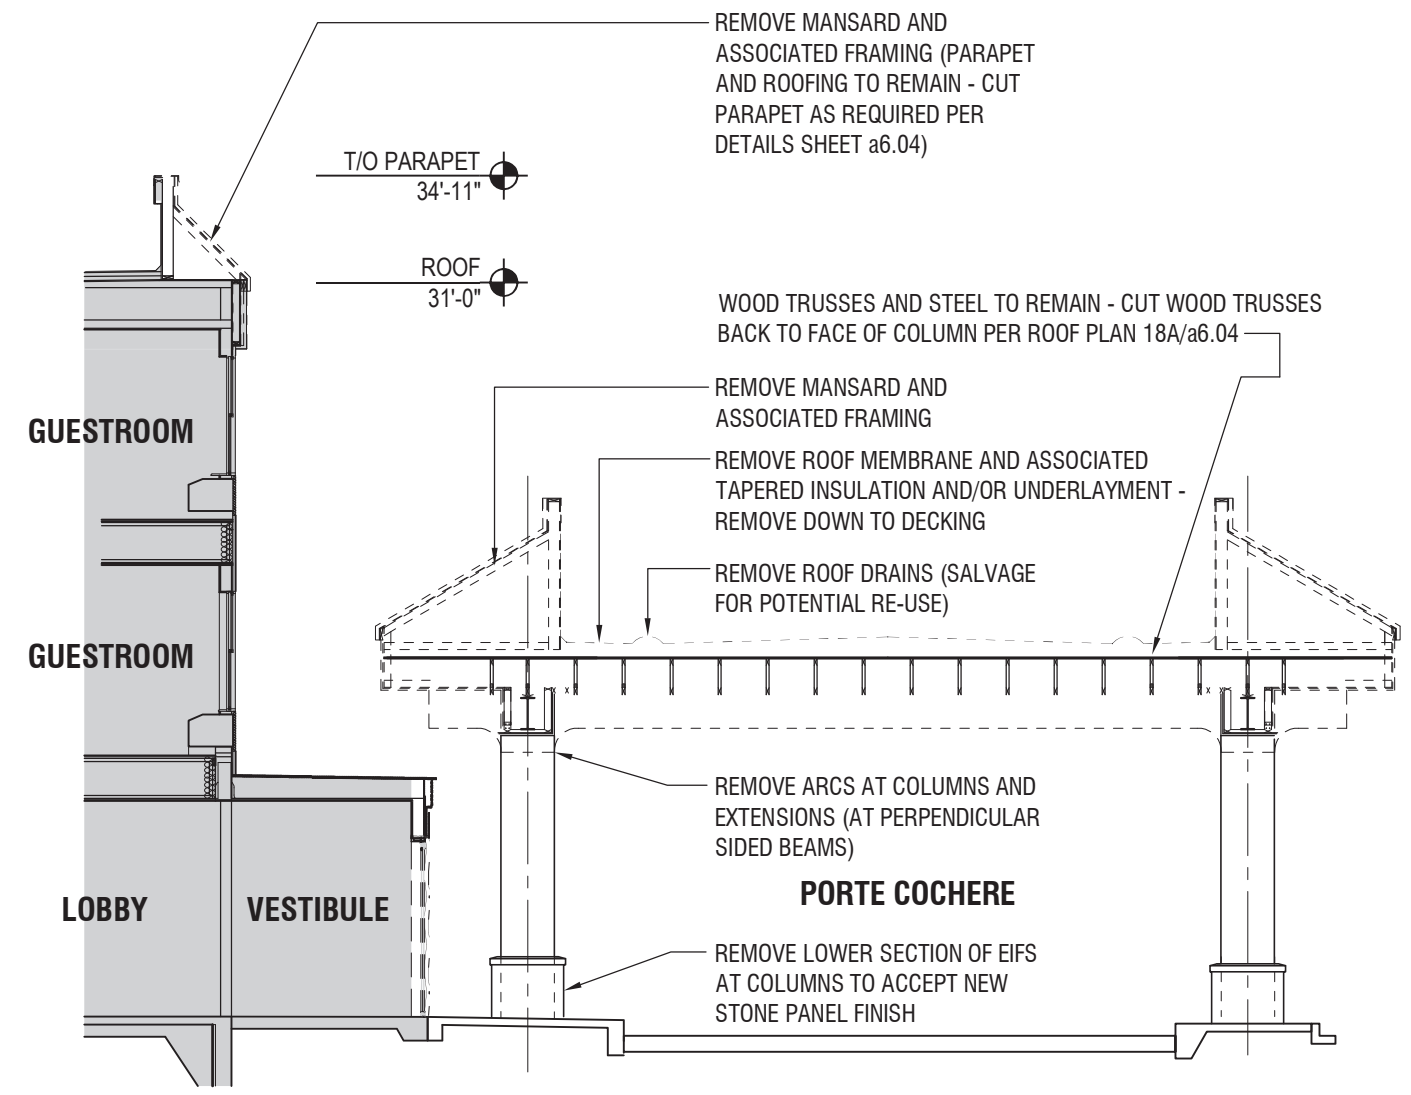 REMOVE MANSARD AND
ASSOCIATED FRAMING (PARAPET
AND ROOFING TO REMAIN - CUT
PARAPET AS REQUIRED PER
DETAILS SHEET a6.04)
T/O PARAPET
34'-11"
ROOF
31'-0"
WOOD TRUSSES AND STEEL TO REMAIN - CUT WOOD TRUSSES
BACK TO FACE OF COLUMN PER ROOF PLAN 18A/a6.04
REMOVE MANSARD AND
ASSOCIATED FRAMING
GUESTROOM
REMOVE ROOF MEMBRANE AND ASSOCIATED
TAPERED INSULATION AND/OR UNDERLAYMENT -
REMOVE DOWN TO DECKING
REMOVE ROOF DRAINS (SALVAGE
FOR POTENTIAL RE-USE)
GUESTROOM
REMOVE ARCS AT COLUMNS AND
EXTENSIONS (AT PERPENDICULAR
SIDED BEAMS)
PORTE COCHERE
LOBBY
VESTIBULE
REMOVE LOWER SECTION OF EIFS
AT COLUMNS TO ACCEPT NEW
STONE PANEL FINISH